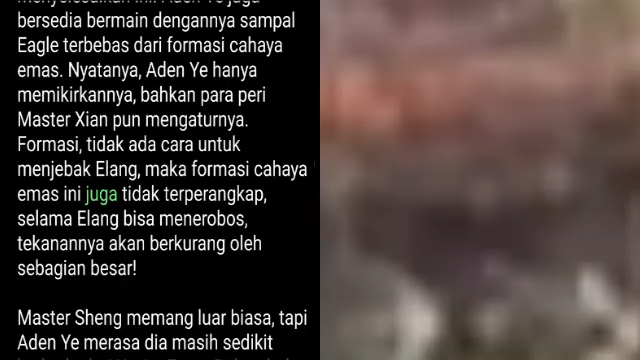 bersedia bermain dengannya sampal
Eagle terbebas dari formasi cahaya
emas. Nyatanya, Aden Ye hanya
memikirkannya, bahkan para peri
Master Xian pun mengaturnya.
Formasi, tidak ada cara untuk
menjebak Elang, maka formasi cahaya
emas ini juga tidak terperangkap,
selama Elang bisa menerobos,
tekanannya akan berkurang oleh
sebagian besar!
Master Sheng memang luar biasa, tapi
Aden Ye merasa dia masih sedikit